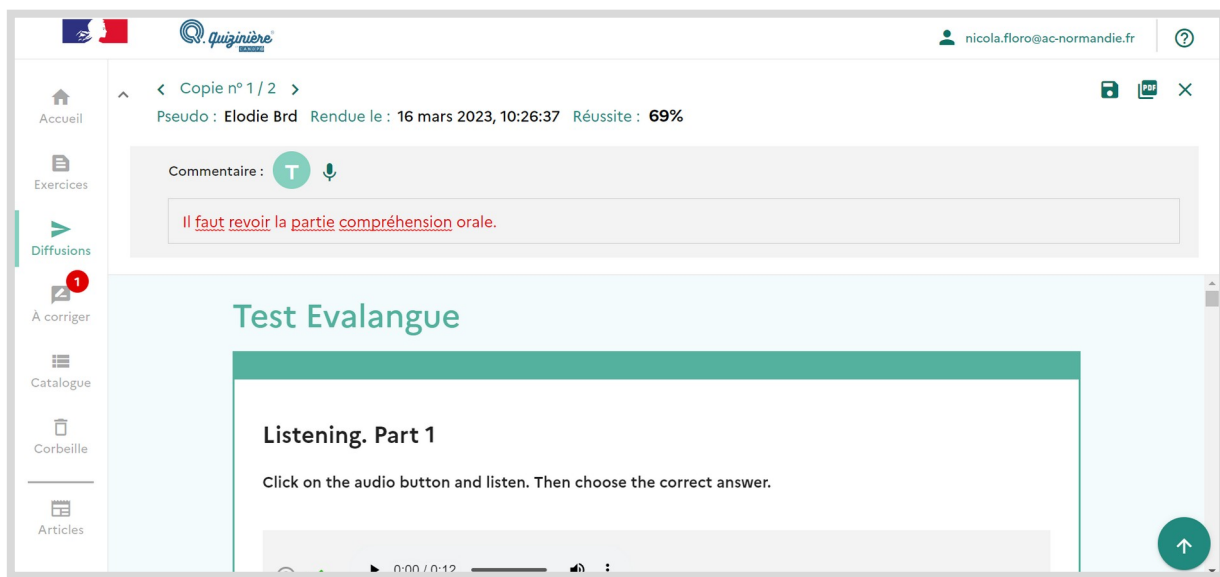 Q. Quizinière
CANOPÉ
nicola.floro@ac-normandie.fr
?
Accueil
Exercices
Diffusions
1
À corriger
Catalogue
Corbeille
Articles
< Copie nº 1 / 2 >
PDF
Pseudo : Elodie Brd Rendue le : 16 mars 2023, 10:26:37 Réussite : 69%
Commentaire : T
Il faut revoir la partie compréhension orale.
Test Evalangue
Listening. Part 1
Click on the audio button and listen. Then choose the correct answer.
0:00 / 0:12